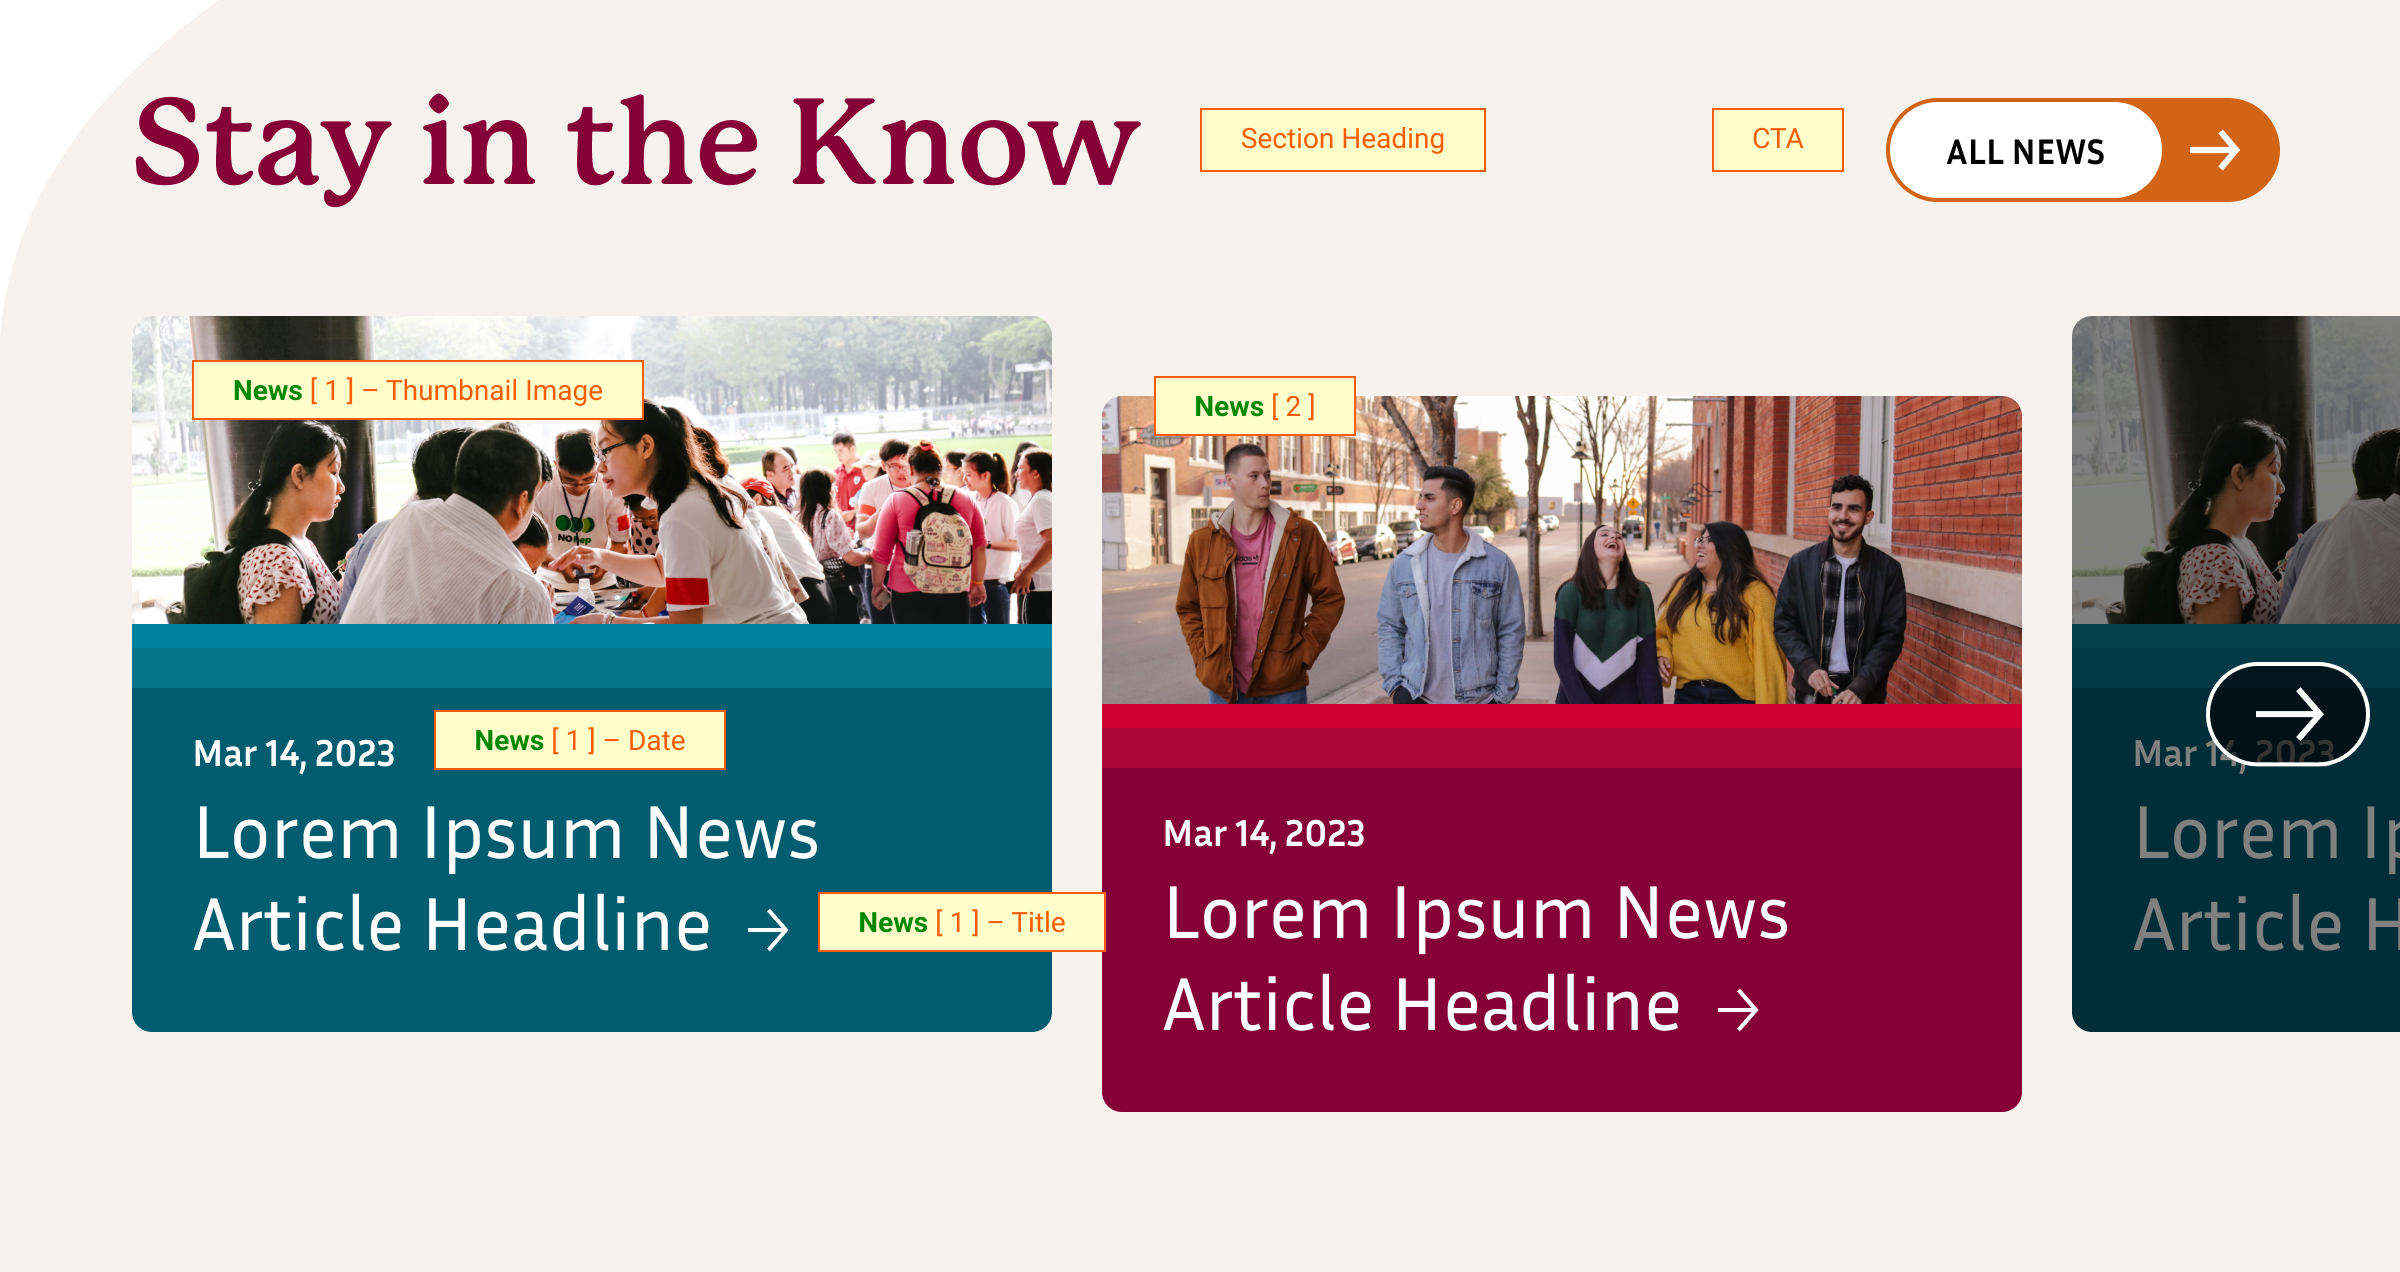 Stay in the Know
Section Heading
CTA
ALL NEWS
News [ 1 ] – Thumbnail Image
Mar 14, 2023
News [ 1 ] – Date
Lorem Ipsum News
Article Headline
News [ 1 ] – Title
News [ 2 ]
Mar 14, 2023
Lorem Ipsum News
Article Headline
Mar 14, 2023
Lorem Ip
Article H